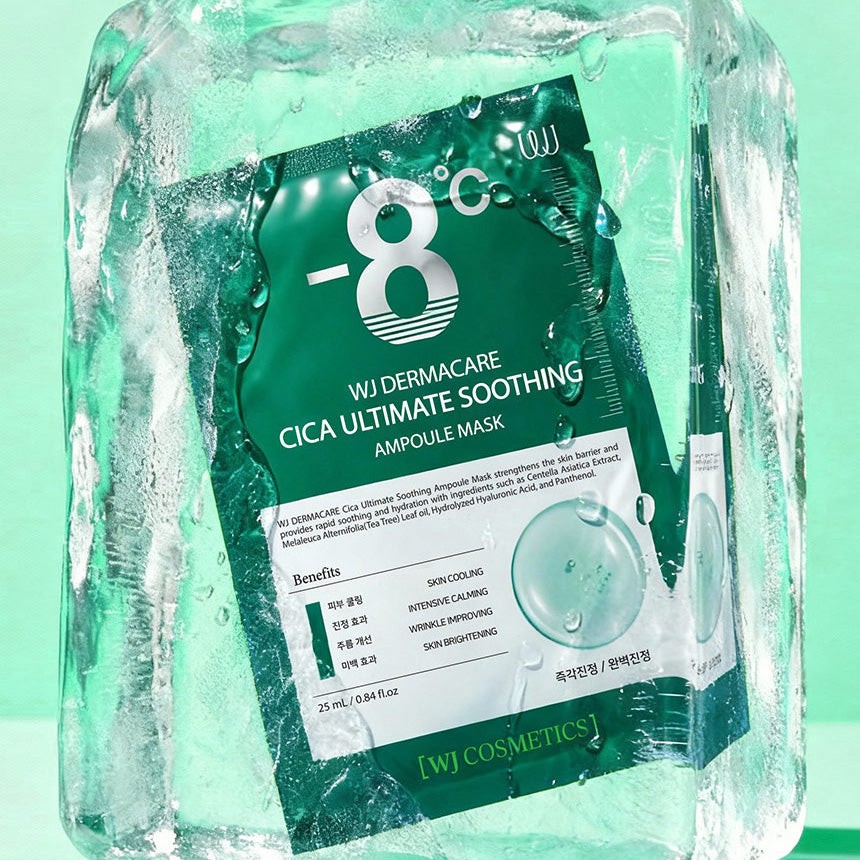 -8°C
WJ DERMACARE
CICA ULTIMATE SOOTHING
AMPOULE MASK
WJ DERMACARE Cica Ultimate Soothing Ampoule Mask strengthens the skin barrier and
provides rapid soothing and hydration with ingredients such as Centella Asiatica Extract,
Melaleuca Alternifolia(Tea Tree) Leaf oil, Hydrolyzed Hyaluronic Acid, and Panthenol.
Benefits
피부 쿨링 SKIN COOLING
진정 효과 INTENSIVE CALMING
주름 개선 WRINKLE IMPROVING
미백 효과 SKIN BRIGHTENING
25 mL / 0.84 fl.oz
즉각진정 / 완벽진정
[WJ COSMETICS]